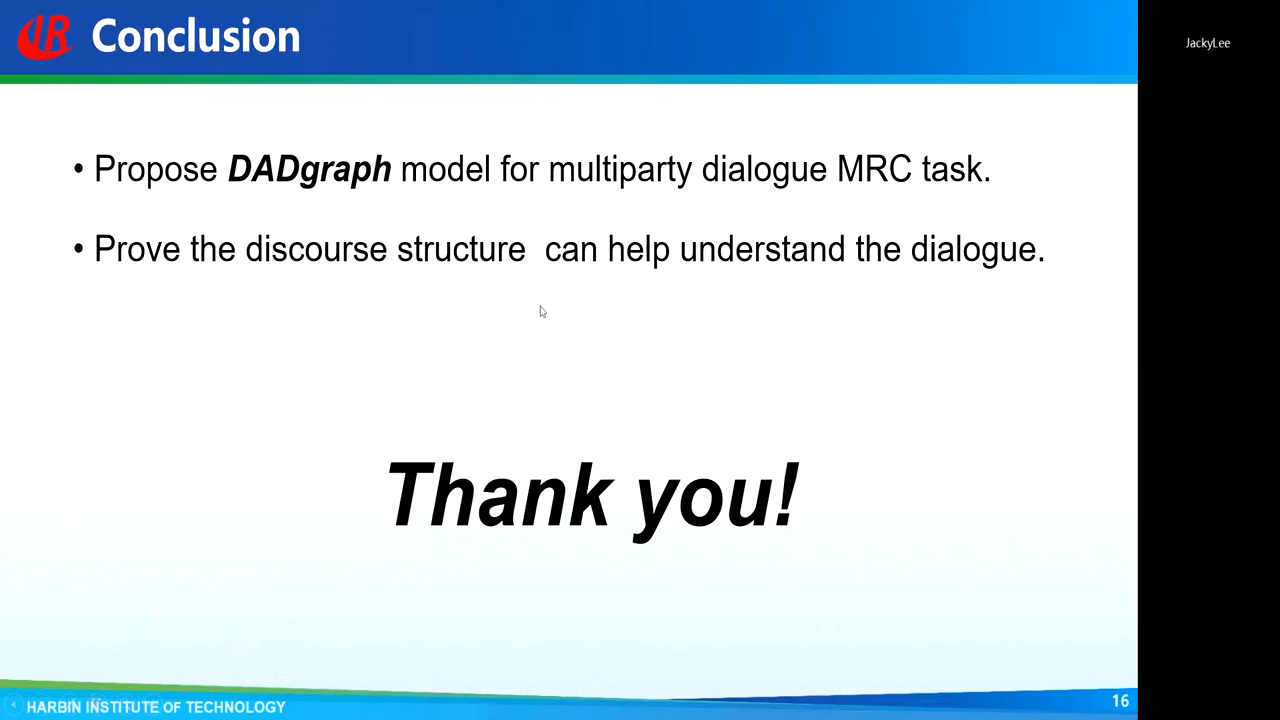 IR Conclusion
JackyLee
• Propose DADgraph model for multiparty dialogue MRC task.
• Prove the discourse structure  can help understand the dialogue.
Thank you!
HARBIN INSTITUTE OF TECHNOLOGY
16